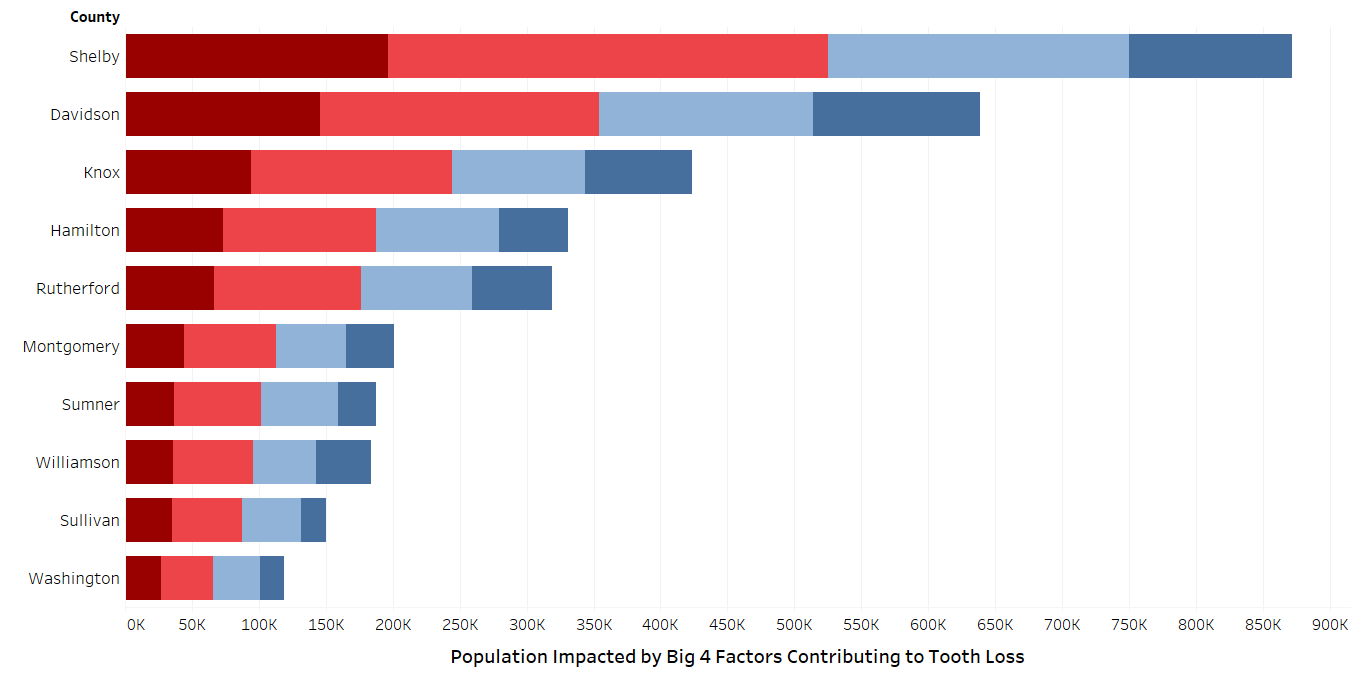 County
Shelby
Davidson
Knox
Hamilton
Rutherford
Montgomery
Sumner
Williamson
Sullivan
Washington
0K 50K 100K 150K 200K 250K 300K 350K 400K 450K 500K 550K 600K 650K 700K 750K 800K 850K 900K
Population Impacted by Big 4 Factors Contributing to Tooth Loss